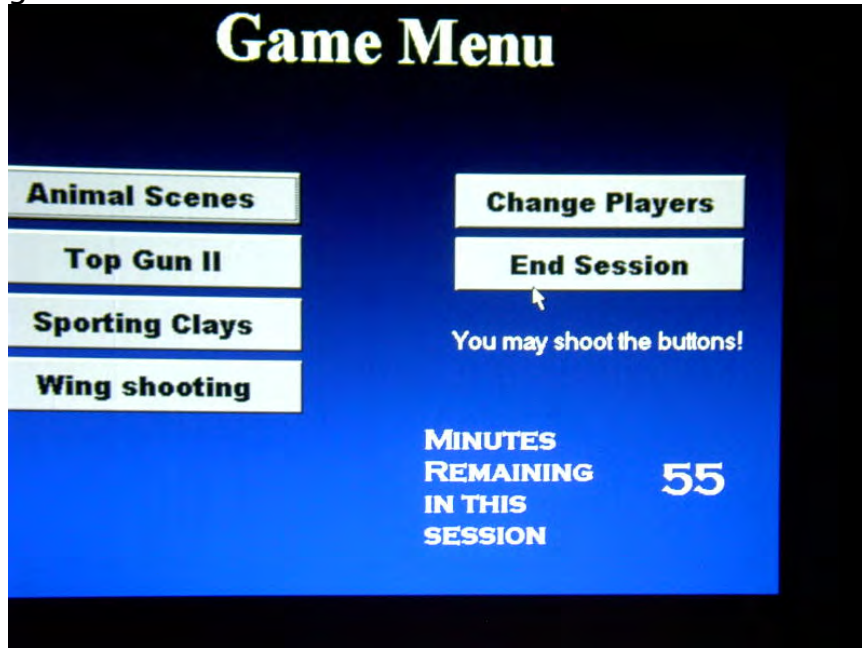 Game Menu
Animal Scenes
Top Gun II
Sporting Clays
Wing shooting
Change Players
End Session
You may shoot the buttons!
MINUTES
REMAINING
IN THIS
SESSION
55